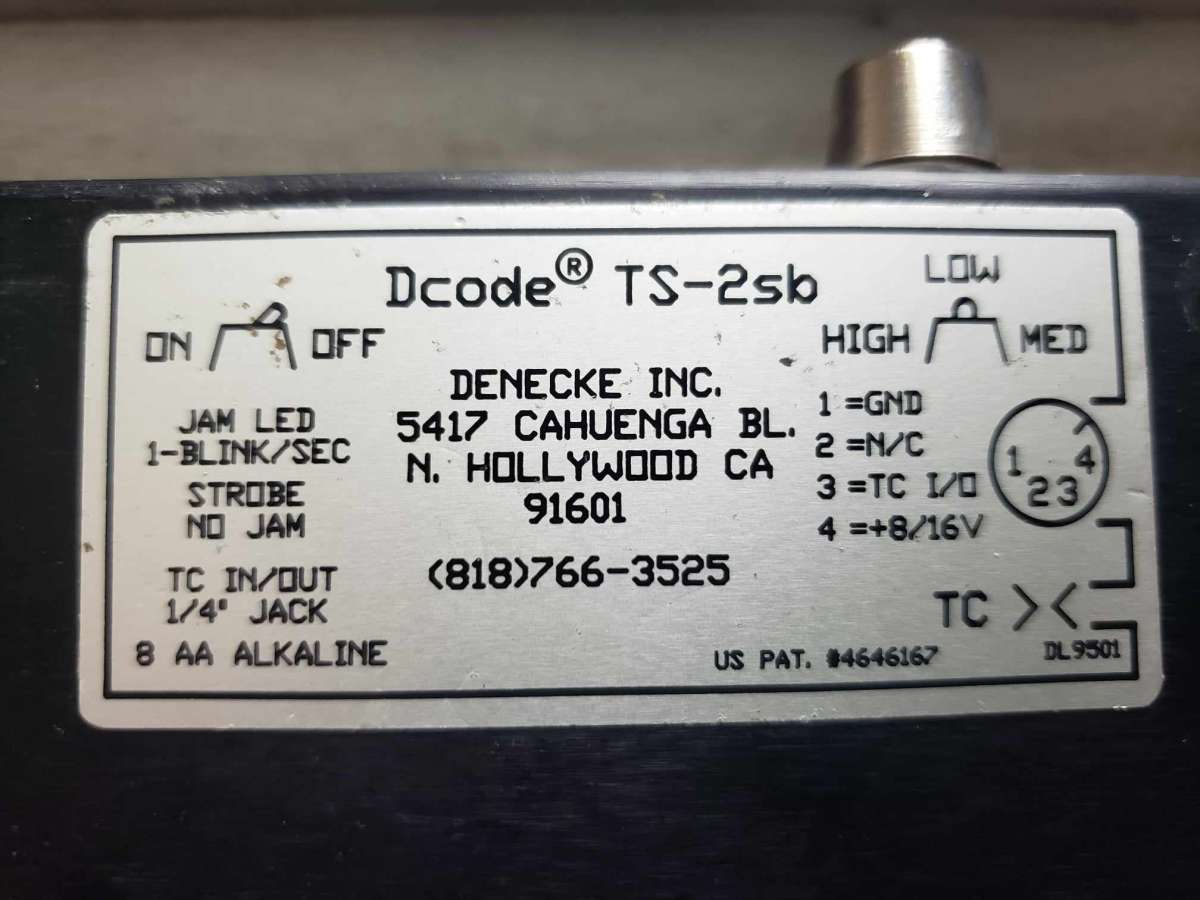 Dcode® TS-2sb
ON OFF
LOW
HIGH MED
DENECKE INC.
5417 CAHUENGA BL.
N. HOLLYWOOD CA
91601
(818)766-3525
JAM LED
1-BLINK/SEC
STROBE
NO JAM
TC IN/OUT
1/4" JACK
8 AA ALKALINE
1 =GND
2 =N/C
3 =TC I/O
4 =+8/16V
1 4
2 3
TC
US PAT. #4646167
DL9501